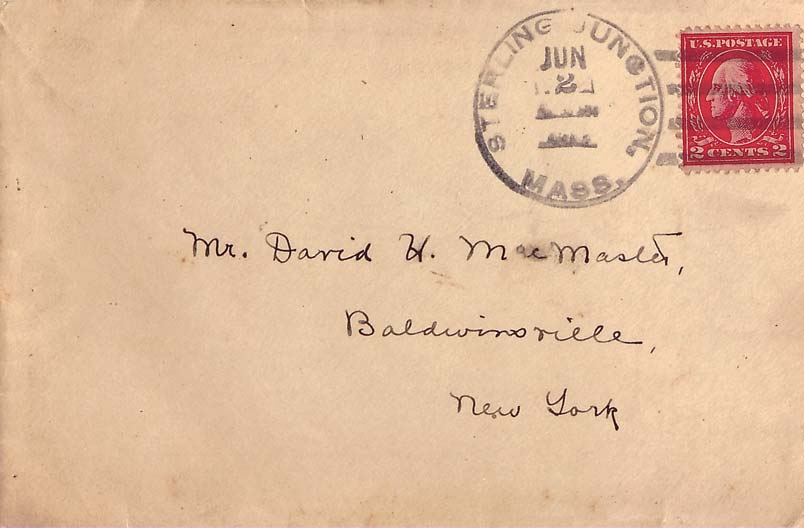 STERLING JUNCTION,
MASS.
JUN
2
U.S. POSTAGE
2 CENTS 2
Mr. David H. MacMaster,
Baldwinsville,
New York